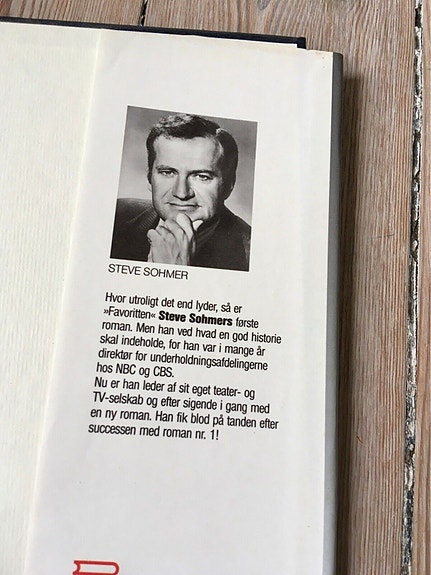 STEVE SOHMER
Hvor utroligt det end lyder, så er
»Favoritten« Steve Sohmers første
roman. Men han ved hvad en god historie
skal indeholde, for han var i mange år
direktør for underholdningsafdelingerne
hos NBC og CBS.
Nu er han leder af sit eget teater- og
TV-selskab og efter sigende i gang med
en ny roman. Han fik blod på tanden efter
successen med roman nr. 1!